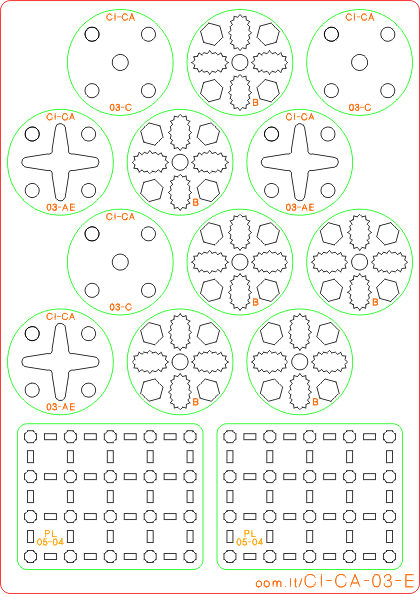 CI-CA
CI-CA
03-C
B
03-C
CI-CA
CI-CA
03-AE
B
03-AE
CI-CA
03-C
B
B
CI-CA
03-AE
B
B
PL
05-04
PL
05-04
oom.lt/CI-CA-03-E